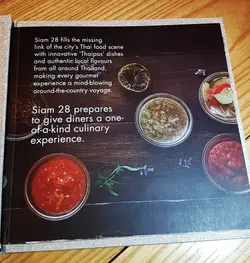 Siam 28 fills the missing
link of the city's Thai food scene
with innovative 'Thaipas' dishes
and authentic local flavours
from all around Thailand,
making every gourmet
experience a mind-blowing
around-the-country voyage.
Siam 28 prepares
to give diners a one-
of-a-kind culinary
experience.